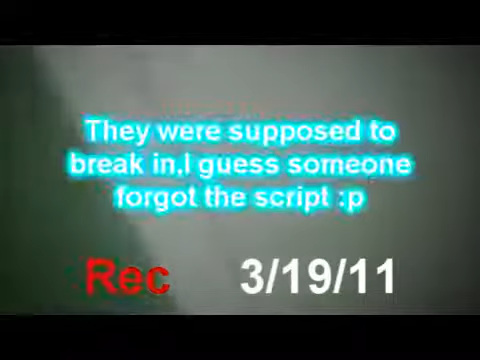 They were supposed to
break in,I guess someone
forgot the script :p
Rec 3/19/11